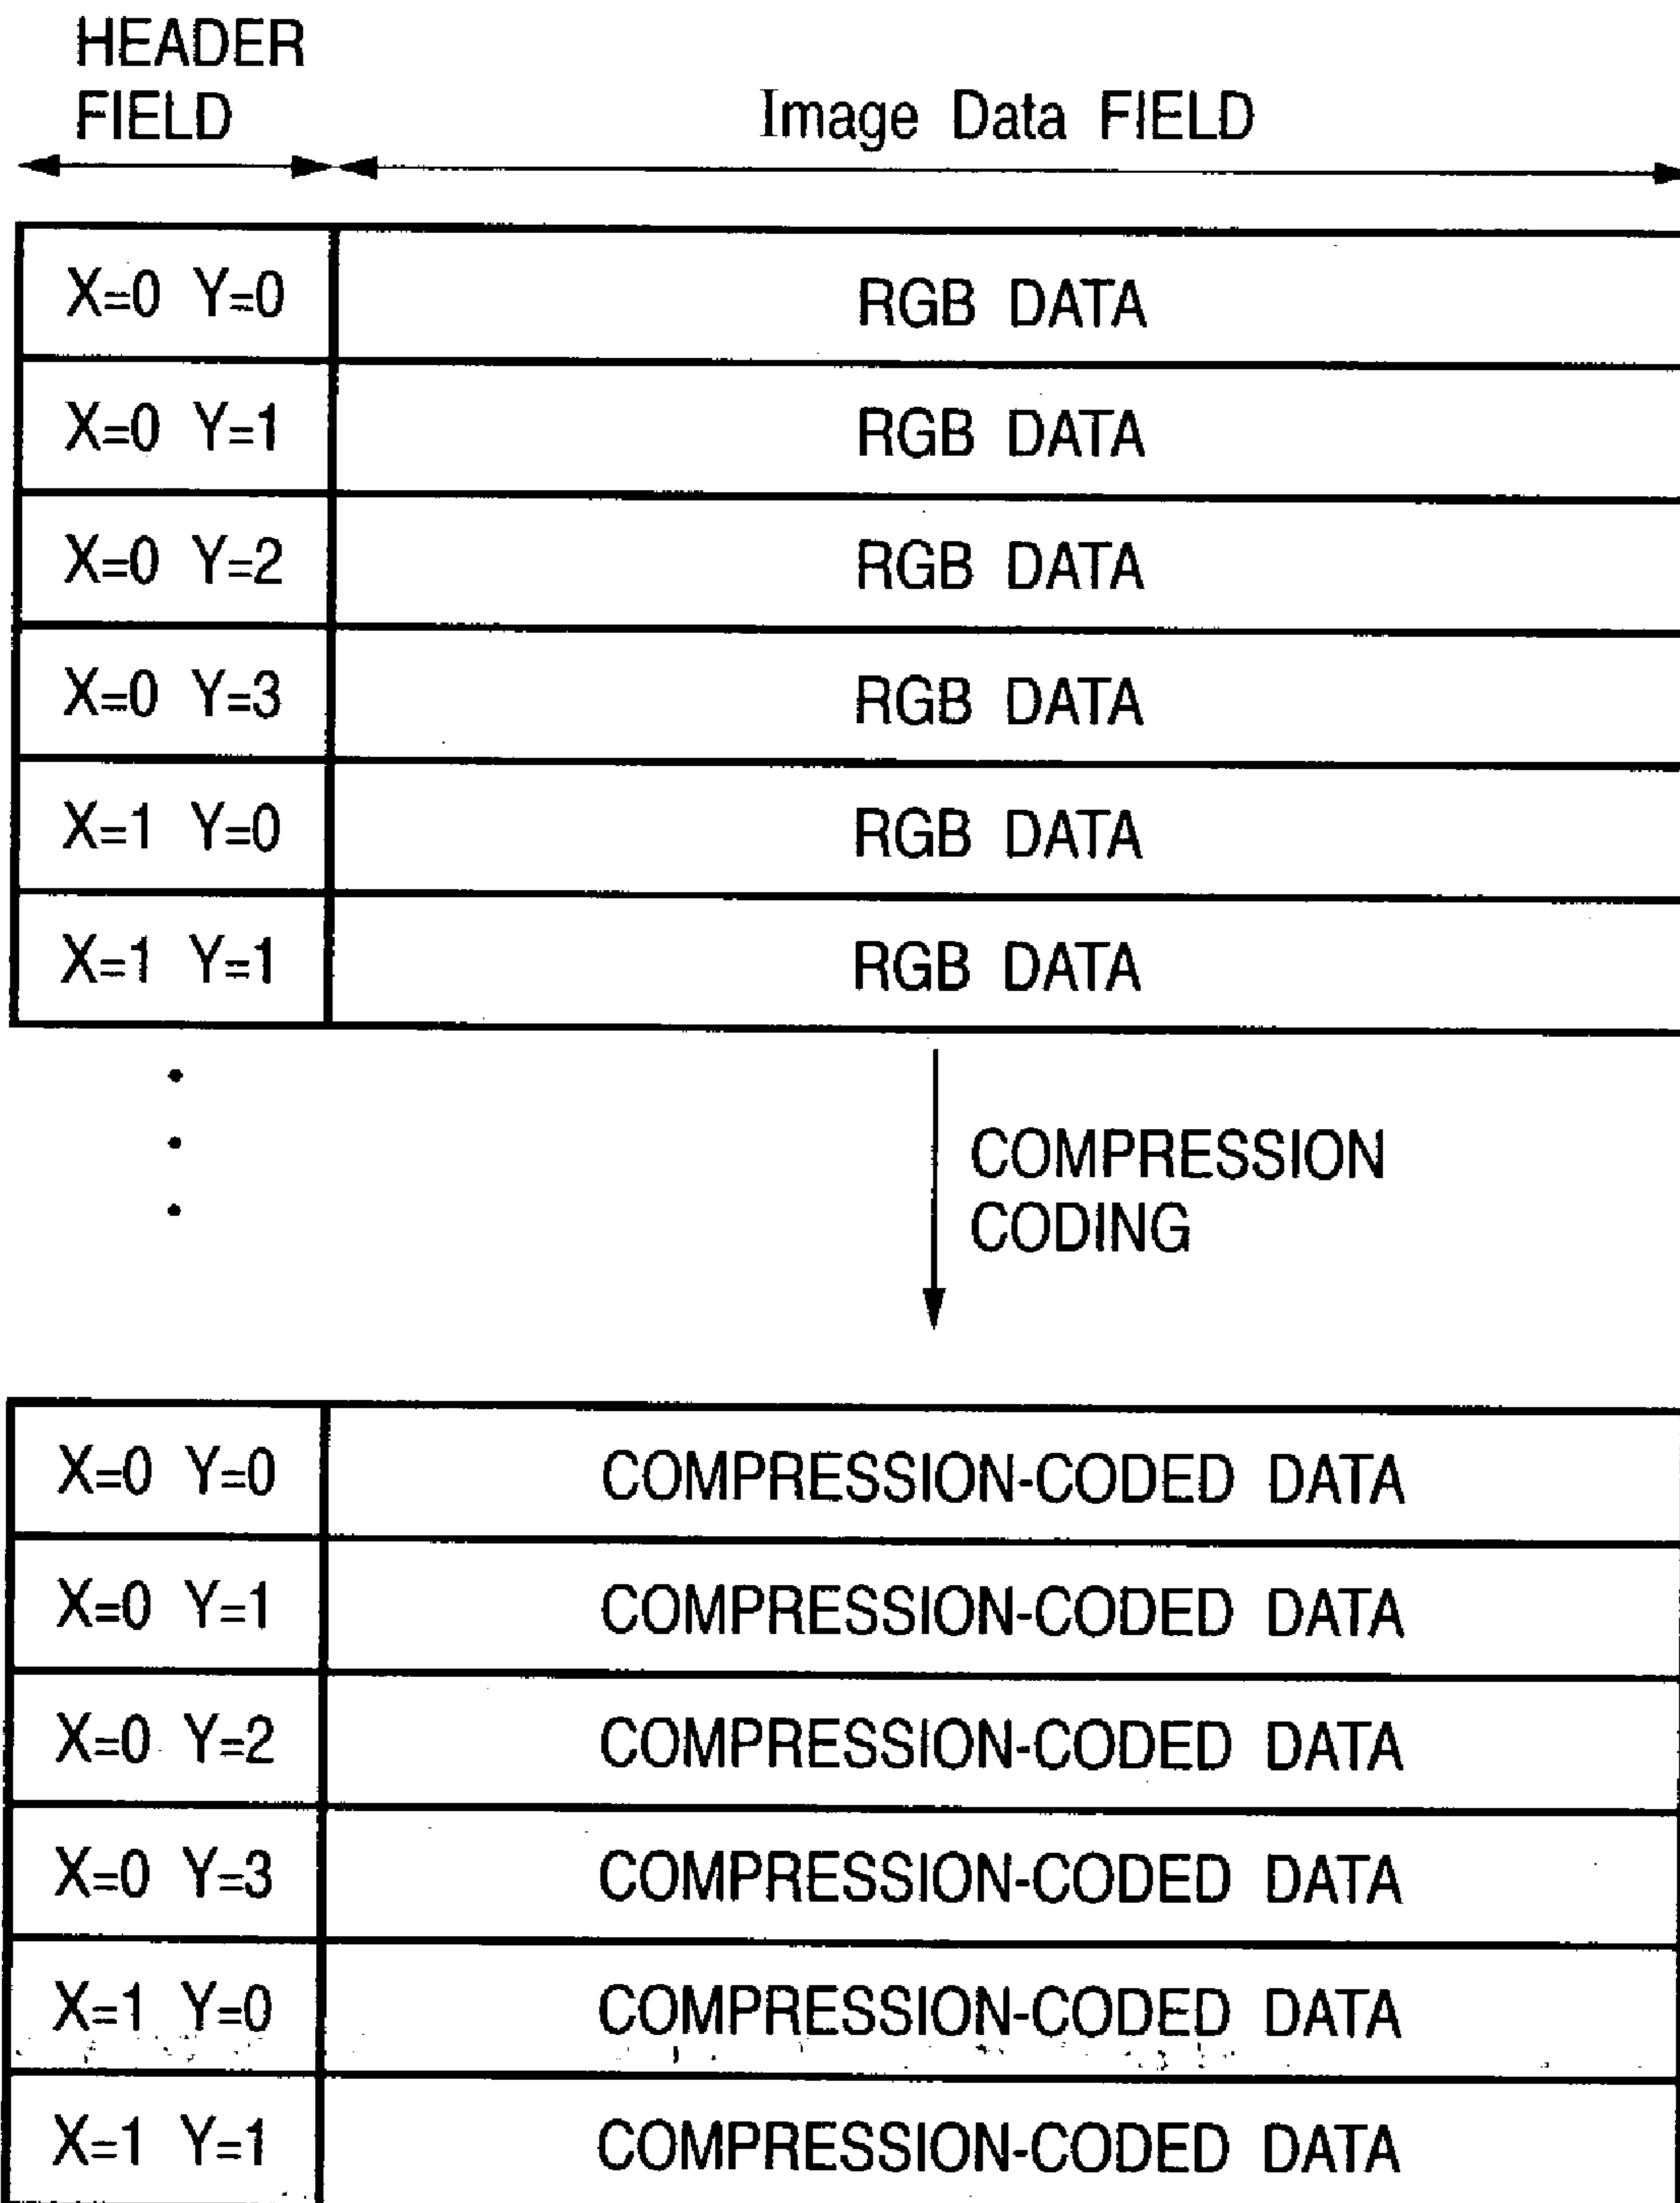 HEADER
FIELD
Image Data FIELD
X=0 Y=0 RGB DATA
X=0 Y=1 RGB DATA
X=0 Y=2 RGB DATA
X=0 Y=3 RGB DATA
X=1 Y=0 RGB DATA
X=1 Y=1 RGB DATA
COMPRESSION
CODING
X=0 Y=0 COMPRESSION-CODED DATA
X=0 Y=1 COMPRESSION-CODED DATA
X=0 Y=2 COMPRESSION-CODED DATA
X=0 Y=3 COMPRESSION-CODED DATA
X=1 Y=0 COMPRESSION-CODED DATA
X=1 Y=1 COMPRESSION-CODED DATA